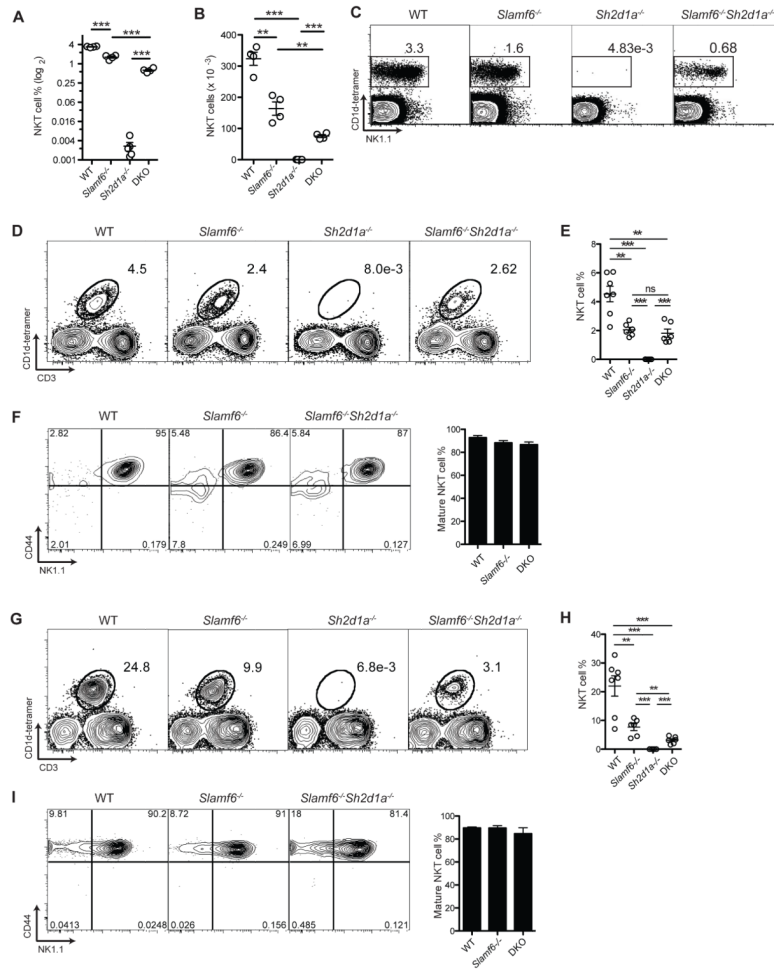 A
NKT cell % (log 2)
4
1
0.25
0.06
0.02
0.004
0.001
*** *** ***
WT
Slamf6-/-
Sh2d1a-/-
DKO
B
NKT cells (x 10 -3)
400
300
200
100
0
*** *** ** **
WT
Slamf6-/-
Sh2d1a-/-
DKO
C
WT Slamf6-/- Sh2d1a-/- Slamf6-/-Sh2d1a-/-
3.3 1.6 4.83e-3 0.68
CD1d-tetramer
NK1.1
D
WT Slamf6-/- Sh2d1a-/- Slamf6-/-Sh2d1a-/-
4.5 2.4 8.0e-3 2.62
CD1d-tetramer
CD3
E
NKT cell %
8
6
4
2
0
**
***
**
ns
*** ***
WT
Slamf6-/-
Sh2d1a-/-
DKO
F
WT Slamf6-/- Slamf6-/-Sh2d1a-/-
2.82 95 5.48 86.4 5.84 87
2.01 0.179 7.8 0.249 6.99 0.127
CD44
NK1.1
Mature NKT cell %
100
80
60
40
20
0
WT
Slamf6-/-
DKO
G
WT Slamf6-/- Sh2d1a-/- Slamf6-/-Sh2d1a-/-
24.8 9.9 6.8e-3 3.1
CD1d-tetramer
CD3
H
NKT cell %
40
30
20
10
0
***
***
**
**
*** ***
WT
Slamf6-/-
Sh2d1a-/-
DKO
I
WT Slamf6-/- Slamf6-/-Sh2d1a-/-
9.81 90.2 8.72 91 18 81.4
0.0413 0.0248 0.026 0.156 0.485 0.121
CD44
NK1.1
Mature NKT cell %
100
80
60
40
20
0
WT
Slamf6-/-
DKO